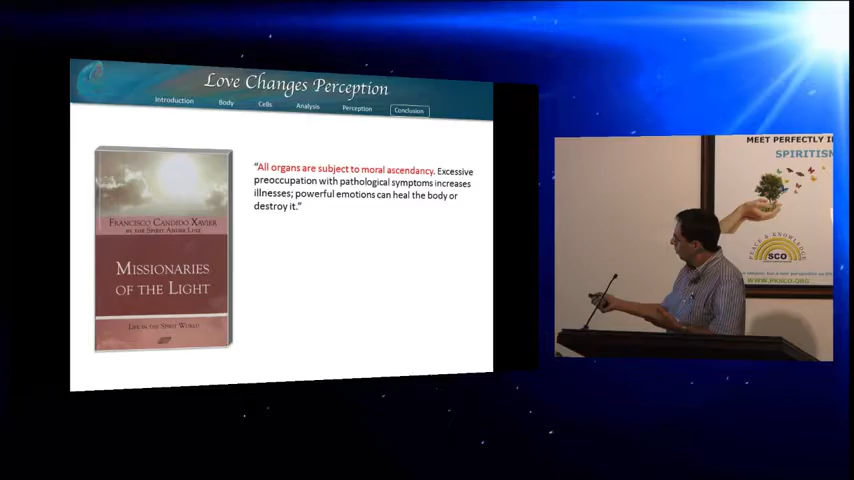 Love Changes Perception
Introduction Body Cells Analysis Perception Conclusion
FRANCISCO CANDIDO XAVIER
IN THE SPIRIT ANDRÉ LUIZ
MISSIONARIES
OF THE LIGHT
LIFE IN THE SPIRIT WORLD
"All organs are subject to moral ascendancy. Excessive
preoccupation with pathological symptoms increases
illnesses; powerful emotions can heal the body or
destroy it."
MEET PERFECTLY I
SPIRITISM
PEACE & KNOWLEDGE
SCO
WWW.PKSCO.ORG